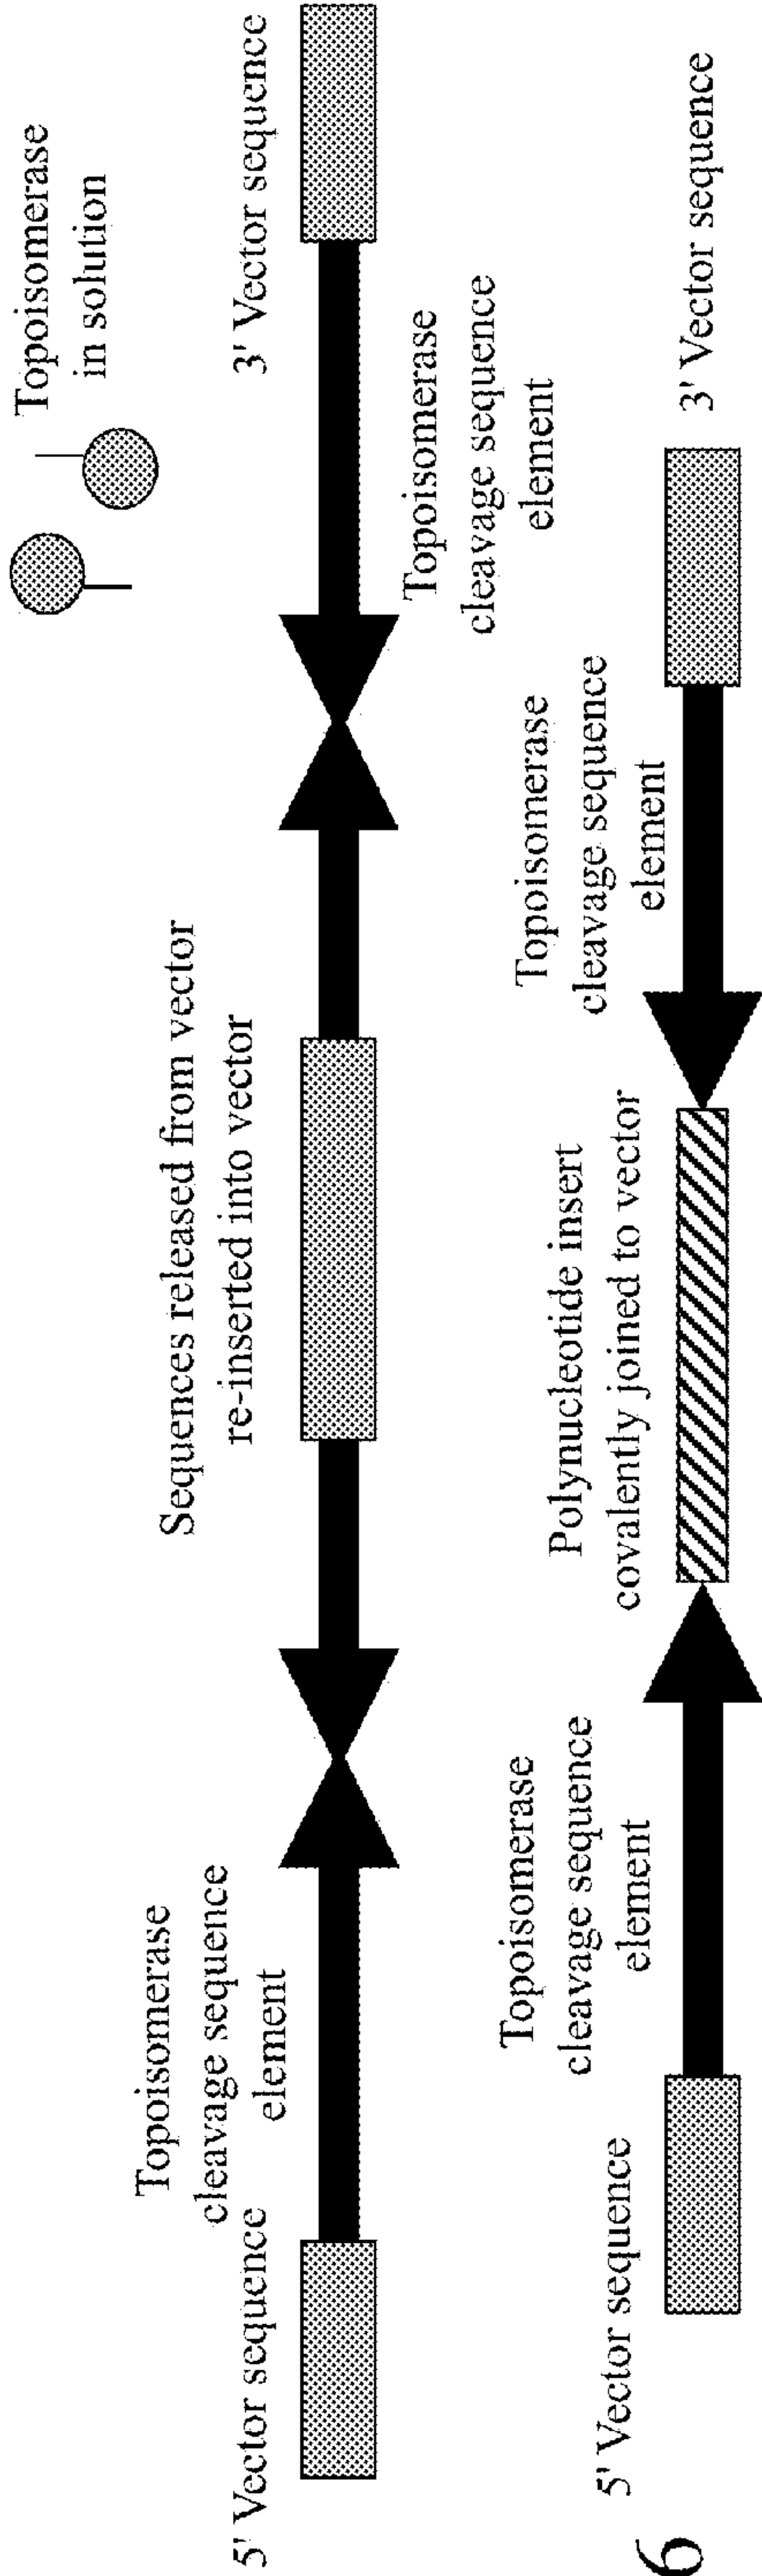 Topoisomerase
in solution
5' Vector sequence
Topoisomerase
cleavage sequence
element
Sequences released from vector
re-inserted into vector
3' Vector sequence
Topoisomerase
cleavage sequence
element
5' Vector sequence
Topoisomerase
cleavage sequence
element
Polynucleotide insert
covalently joined to vector
Topoisomerase
cleavage sequence
element
3' Vector sequence